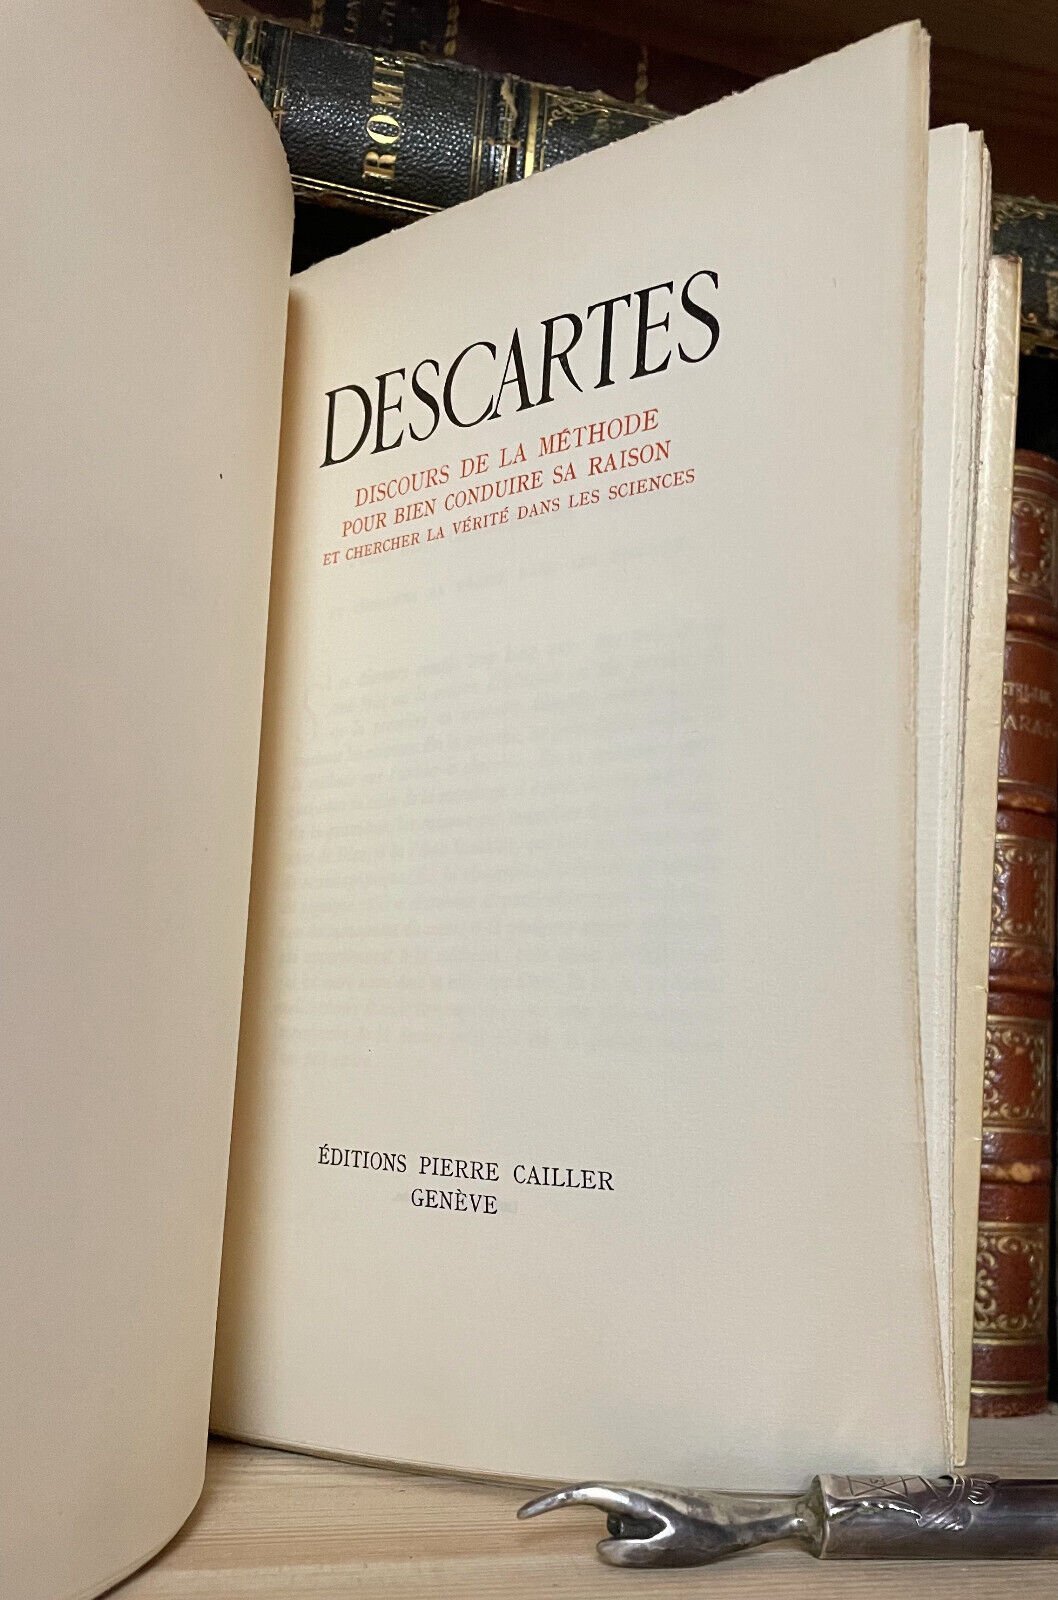 ROME
DESCARTES
DISCOURS DE LA MÉTHODE
POUR BIEN CONDUIRE SA RAISON
ET CHERCHER LA VÉRITÉ DANS LES SCIENCES
ÉDITIONS PIERRE CAILLER
GENÈVE